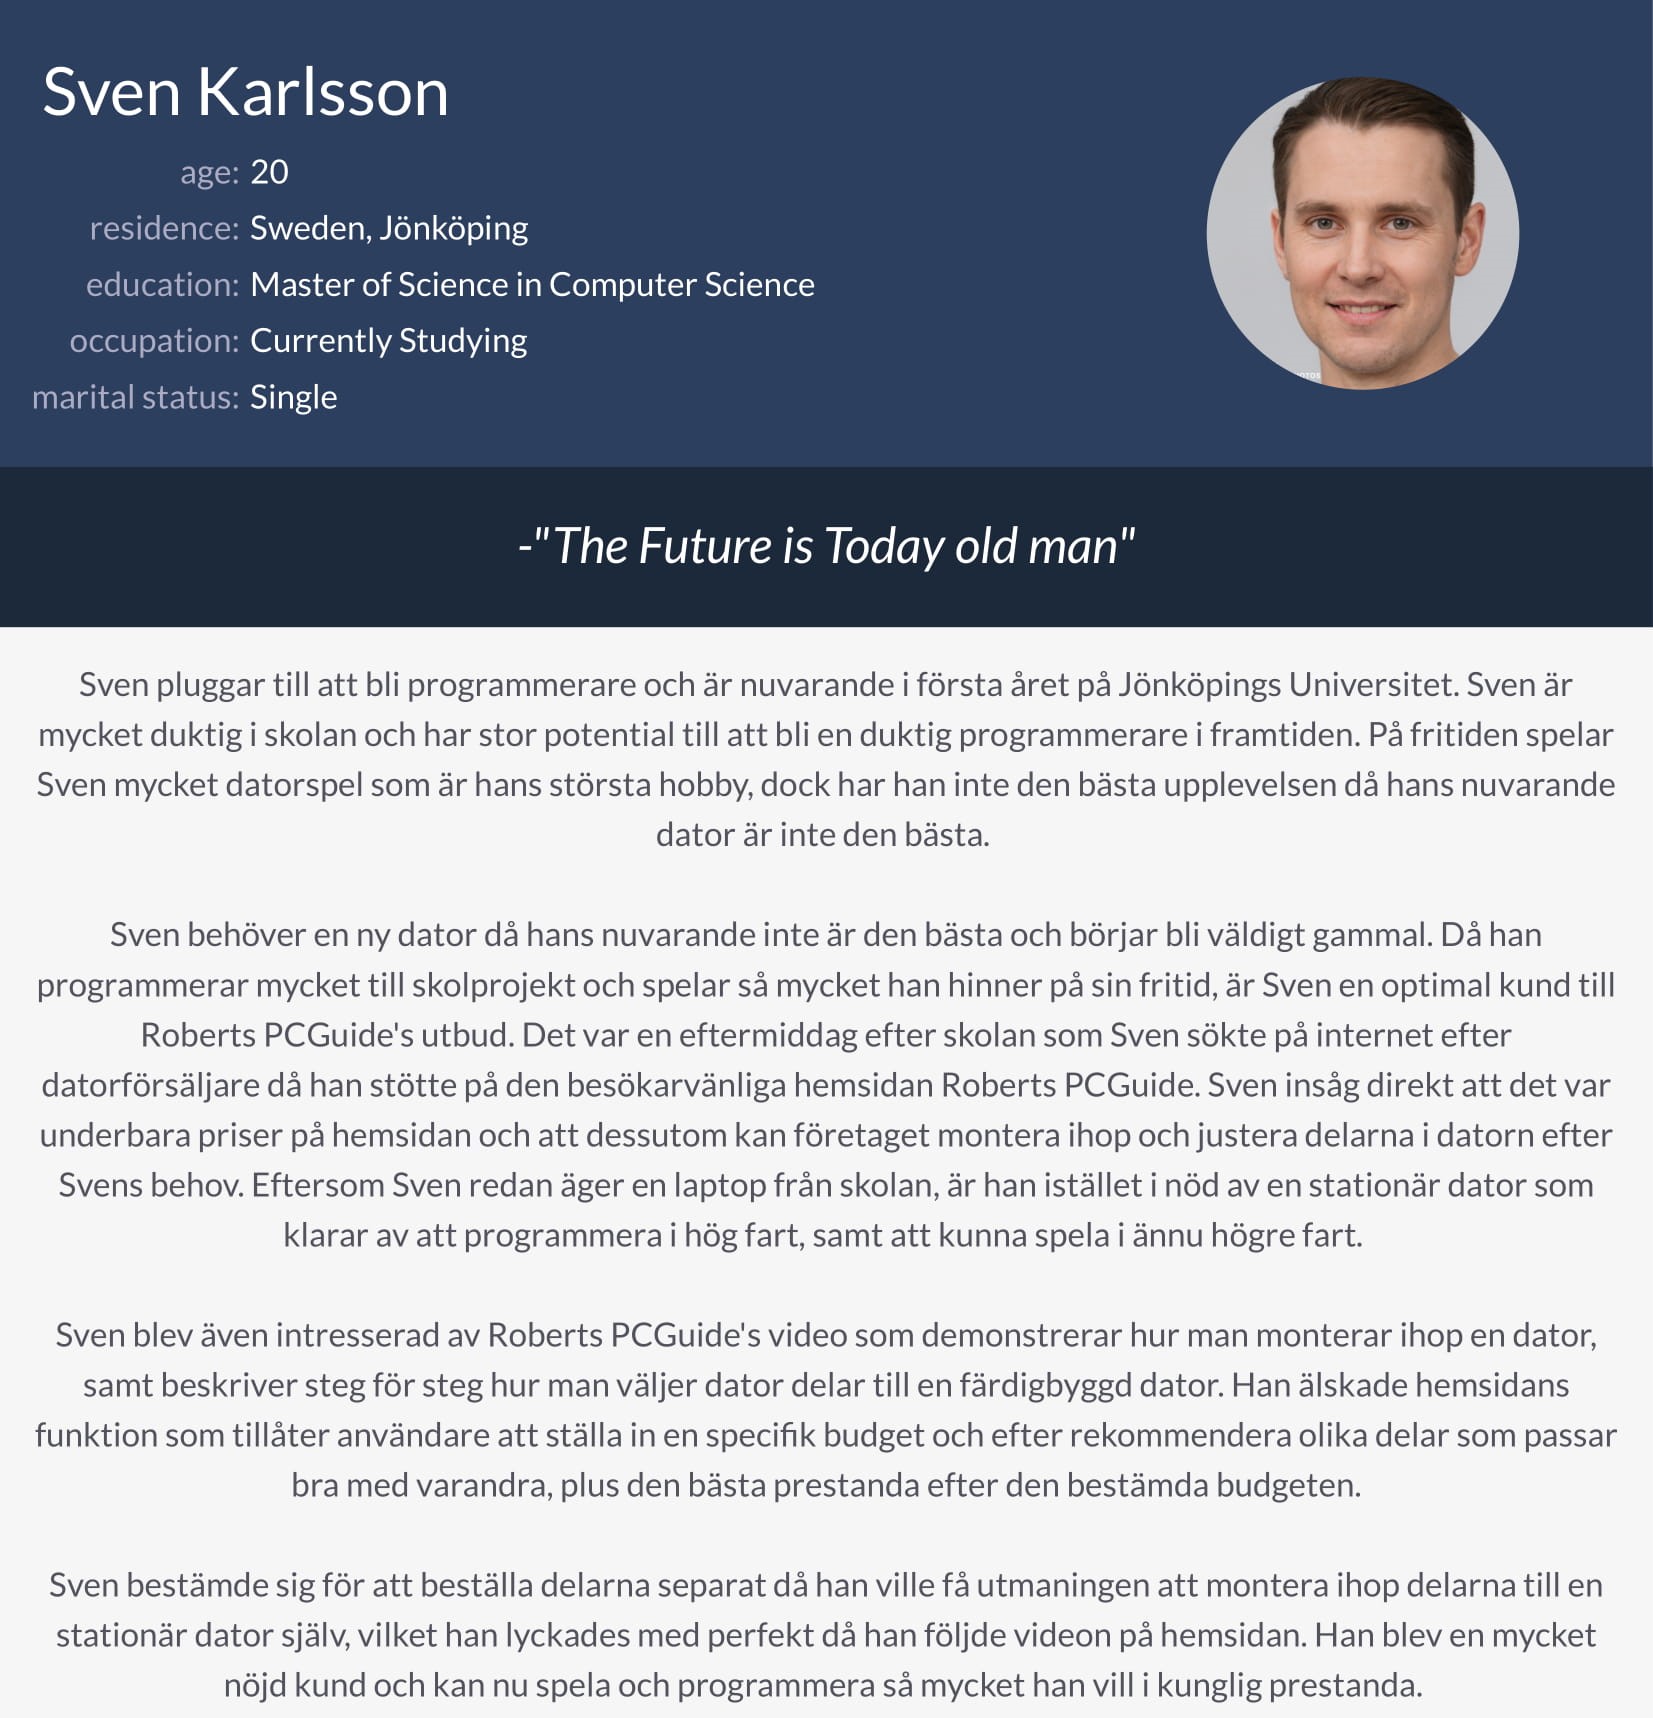 Sven Karlsson
age: 20
residence: Sweden, Jönköping
education: Master of Science in Computer Science
occupation: Currently Studying
marital status: Single
-"The Future is Today old man"
Sven pluggar till att bli programmerare och är nuvarande i första året på Jönköpings Universitet. Sven är
mycket duktig i skolan och har stor potential till att bli en duktig programmerare i framtiden. På fritiden spelar
Sven mycket datorspel som är hans största hobby, dock har han inte den bästa upplevelsen då hans nuvarande
dator är inte den bästa.
Sven behöver en ny dator då hans nuvarande inte är den bästa och börjar bli väldigt gammal. Då han
programmerar mycket till skolprojekt och spelar så mycket han hinner på sin fritid, är Sven en optimal kund till
Roberts PCGuide's utbud. Det var en eftermiddag efter skolan som Sven sökte på internet efter
datorförsäljare då han stötte på den besökarvänliga hemsidan Roberts PCGuide. Sven insåg direkt att det var
underbara priser på hemsidan och att dessutom kan företaget montera ihop och justera delarna i datorn efter
Svens behov. Eftersom Sven redan äger en laptop från skolan, är han istället i nöd av en stationär dator som
klarar av att programmera i hög fart, samt att kunna spela i ännu högre fart.
Sven blev även intresserad av Roberts PCGuide's video som demonstrerar hur man monterar ihop en dator,
samt beskriver steg för steg hur man väljer dator delar till en färdigbyggd dator. Han älskade hemsidans
funktion som tillåter användare att ställa in en specifik budget och efter rekommendera olika delar som passar
bra med varandra, plus den bästa prestanda efter den bestämda budgeten.
Sven bestämde sig för att beställa delarna separat då han ville få utmaningen att montera ihop delarna till en
stationär dator själv, vilket han lyckades med perfekt då han följde videon på hemsidan. Han blev en mycket
nöjd kund och kan nu spela och programmera så mycket han vill i kunglig prestanda.